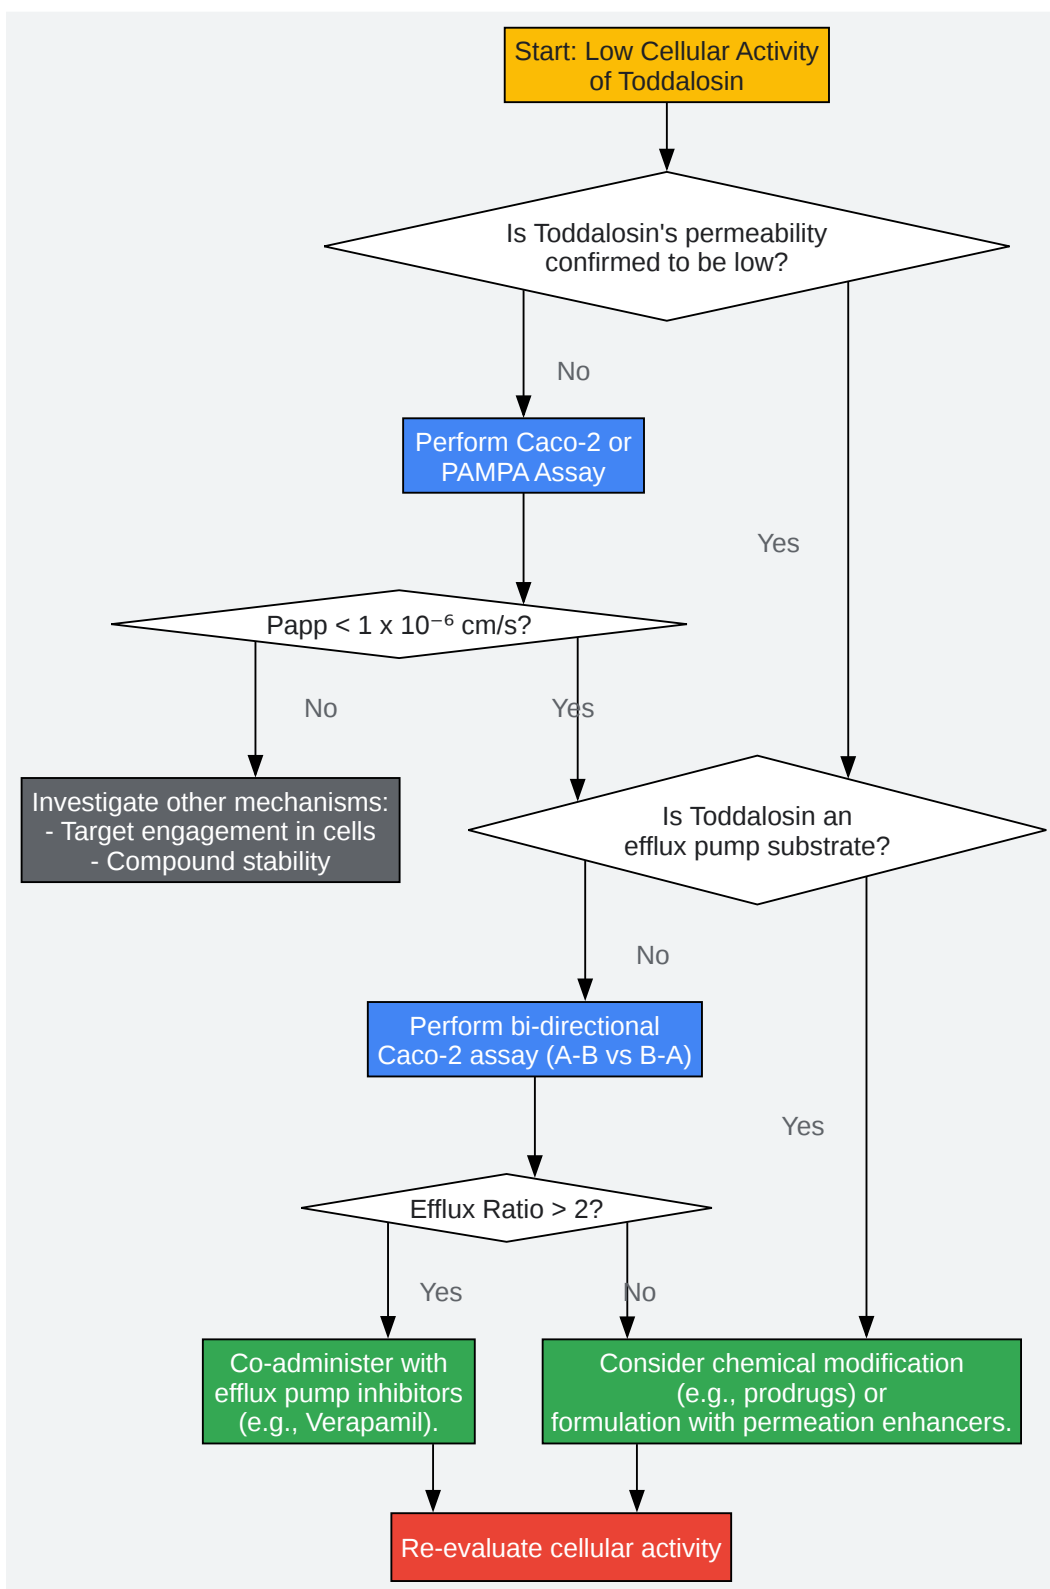 Start: Low Cellular Activity
of Toddalosin
Is Toddalosin's permeability
confirmed to be low?
No
Perform Caco-2 or
PAMPA Assay
Yes
Papp < 1 x 10⁻⁶ cm/s?
No
Yes
Investigate other mechanisms:
- Target engagement in cells
- Compound stability
Is Toddalosin an
efflux pump substrate?
No
Perform bi-directional
Caco-2 assay (A-B vs B-A)
Yes
Efflux Ratio > 2?
Yes
No
Co-administer with
efflux pump inhibitors
(e.g., Verapamil).
Consider chemical modification
(e.g., prodrugs) or
formulation with permeation enhancers.
Re-evaluate cellular activity